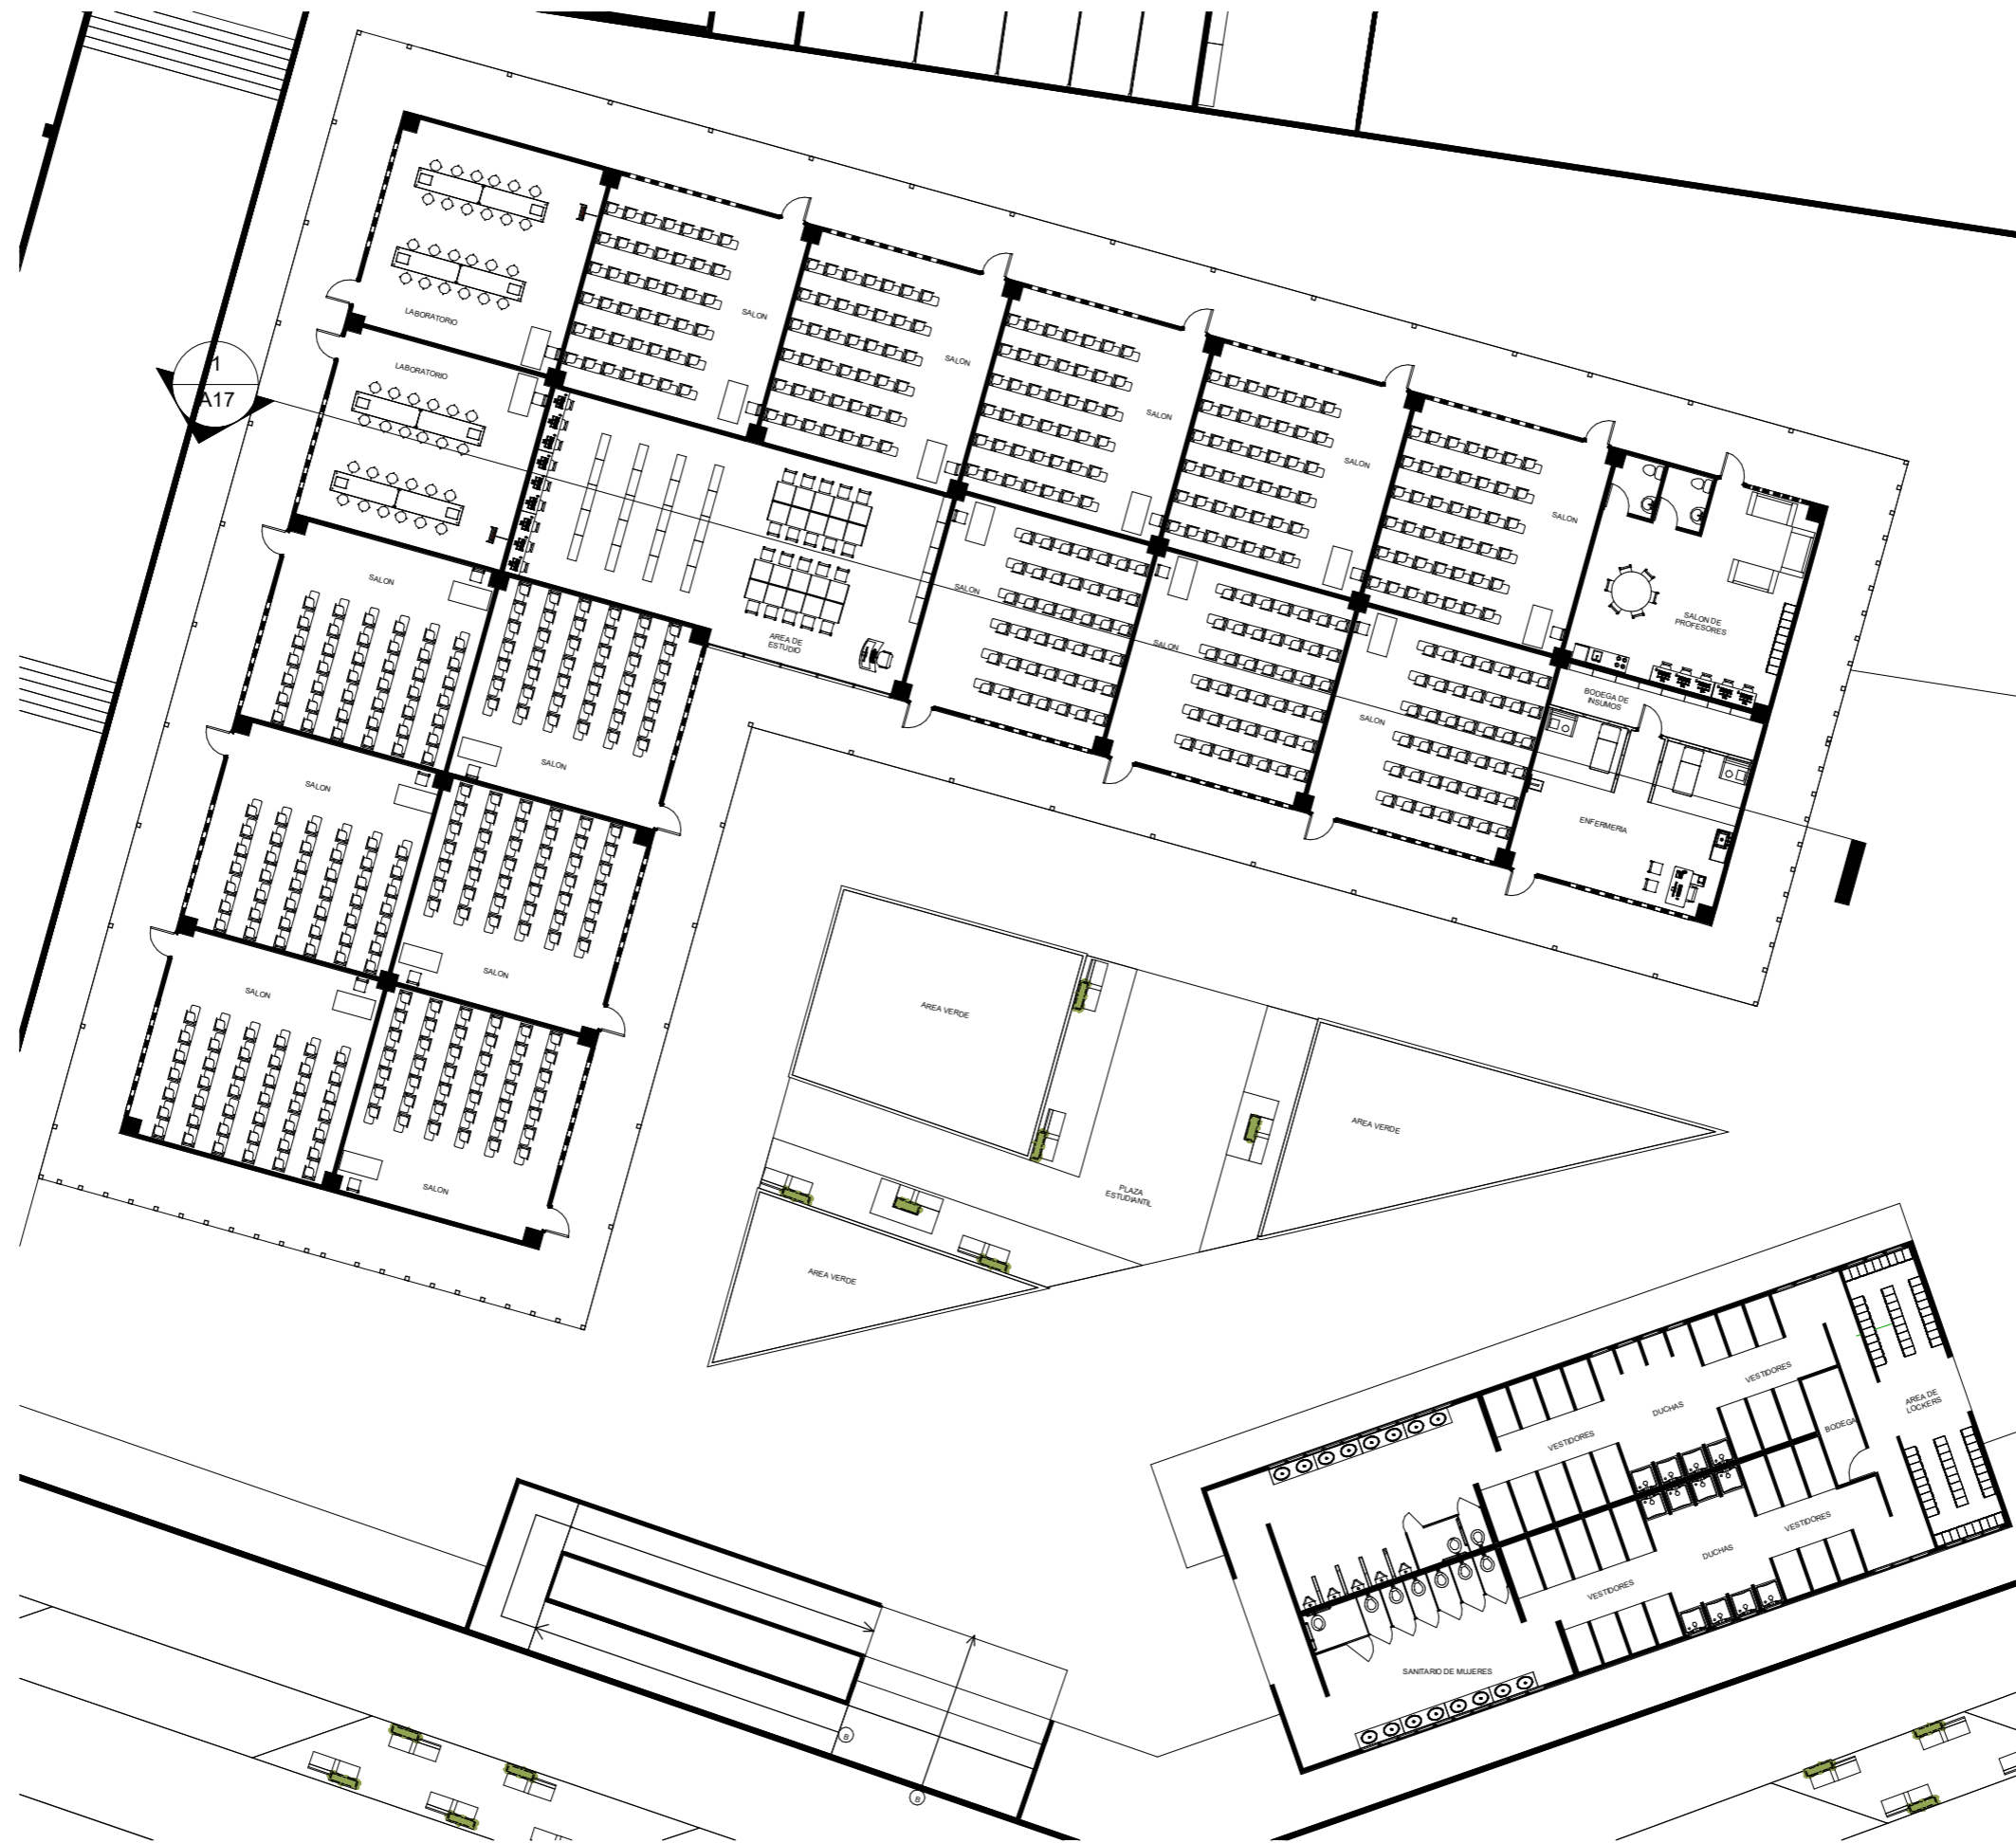 LABORATORIO
SALON
SALON
1
A17
LABORATORIO
SALON
SALON
SALON
SALON
SALON
SALON DE
PROFESORES
AREA DE
ESTUDIO
SALON
SALON
BODEGA DE
INSUMOS
SALON
SALON
SALON
ENFERMERIA
SALON
SALON
AREA VERDE
AREA VERDE
SALON
PLAZA
ESTUDIANTIL
AREA VERDE
VESTIDORES
AREA DE
LOCKERS
DUCHAS
BODEGA
VESTIDORES
VESTIDORES
DUCHAS
VESTIDORES
SANITARIO DE MUJERES
B
B